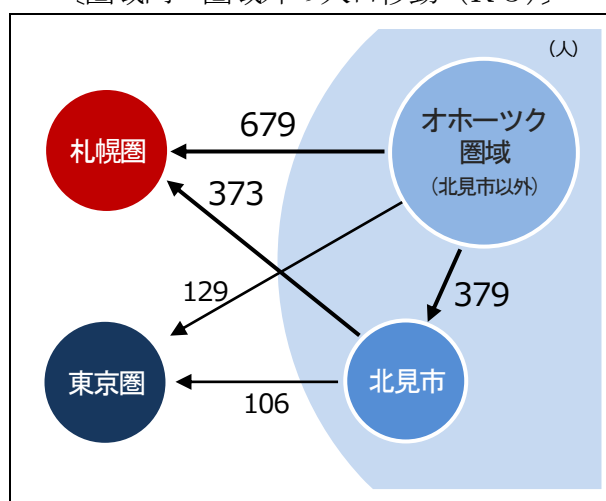 (人)
オホーツク
圏域
(北見市以外)
札幌圏
679
373
379
129
東京圏
106
北見市